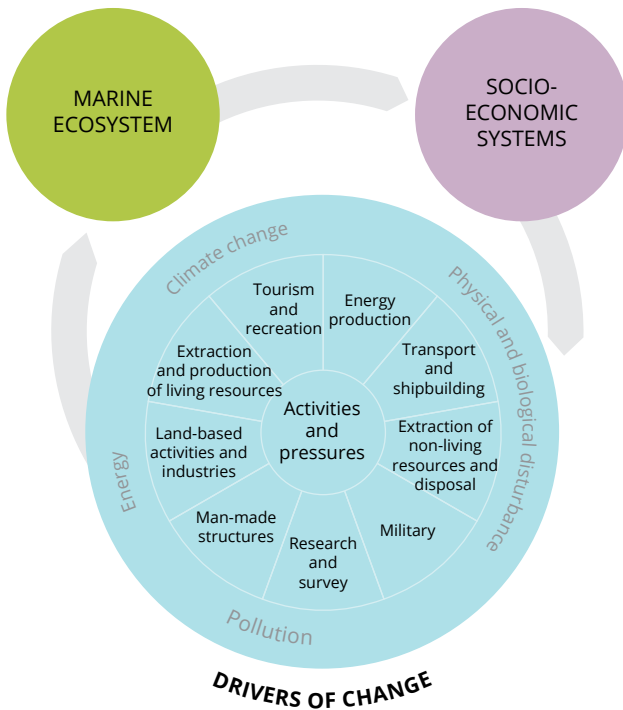 MARINE
ECOSYSTEM
SOCIO-
ECONOMIC
SYSTEMS
Climate change
Physical and biological disturbance
Energy
Pollution
Tourism
and
recreation
Energy
production
Transport
and
shipbuilding
Extraction of
non-living
resources and
disposal
Military
Research
and
survey
Man-made
structures
Land-based
activities and
industries
Extraction
and production
of living resources
Activities
and
pressures
DRIVERS OF CHANGE